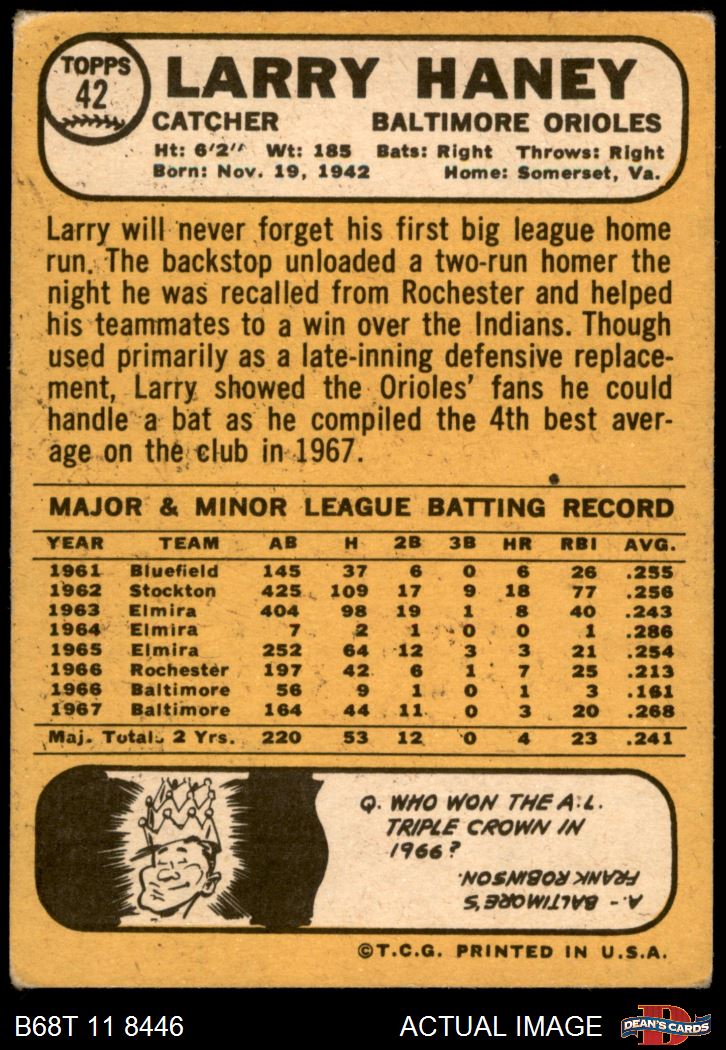 TOPPS
42
LARRY HANEY
CATCHER BALTIMORE ORIOLES
Ht: 6'2" Wt: 185 Bats: Right Throws: Right
Born: Nov. 19, 1942 Home: Somerset, Va.
Larry will never forget his first big league home
run. The backstop unloaded a two-run homer the
night he was recalled from Rochester and helped
his teammates to a win over the Indians. Though
used primarily as a late-inning defensive replace-
ment, Larry showed the Orioles' fans he could
handle a bat as he compiled the 4th best aver-
age on the club in 1967.
MAJOR & MINOR LEAGUE BATTING RECORD
YEAR TEAM AB H 2B 3B HR RBI AVG.
1961 Bluefield 145 37 6 0 6 26 .255
1962 Stockton 425 109 17 9 18 77 .256
1963 Elmira 404 98 19 1 8 40 .243
1964 Elmira 7 2 1 0 0 1 .286
1965 Elmira 252 64 12 3 3 21 .254
1966 Rochester 197 42 6 1 7 25 .213
1966 Baltimore 56 9 1 0 1 3 .161
1967 Baltimore 164 44 11 0 3 20 .268
Maj. Totals 2 Yrs. 220 53 12 0 4 23 .241
Q. WHO WON THE A.L.
TRIPLE CROWN IN
1966?
A.- BALTIMORE'S
FRANK ROBINSON.
©T.C.G. PRINTED IN U.S.A.
B68T 11 8446 ACTUAL IMAGE
D
DEAN'S CARDS